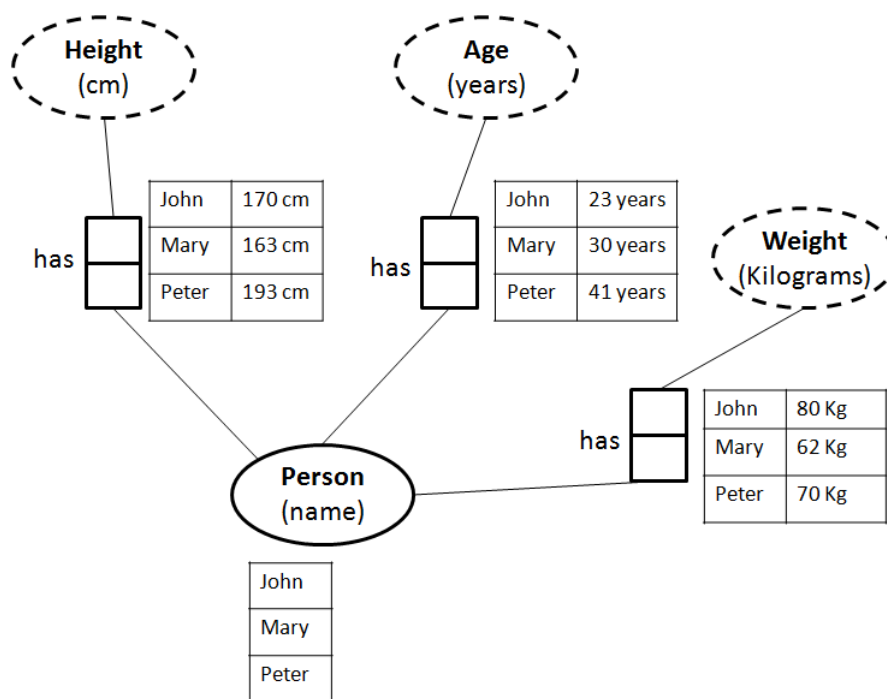 Height
(cm)
Age
(years)
John 170 cm
Mary 163 cm
Peter 193 cm
has
John 23 years
Mary 30 years
Peter 41 years
has
Weight
(Kilograms)
John 80 Kg
Mary 62 Kg
Peter 70 Kg
has
Person
(name)
John
Mary
Peter